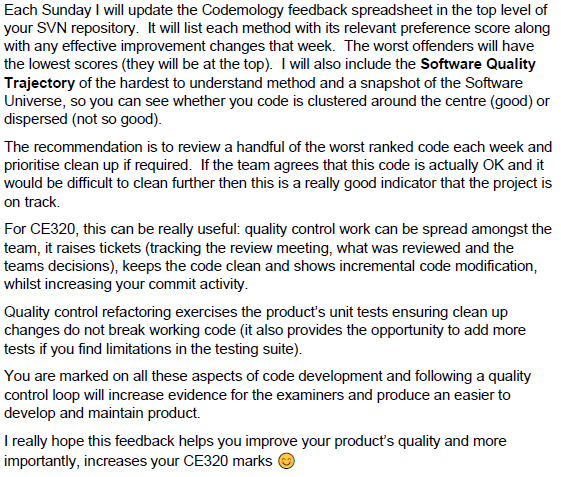 Each Sunday I will update the Codemology feedback spreadsheet in the top level of
your SVN repository.  It will list each method with its relevant preference score along
with any effective improvement changes that week.  The worst offenders will have
the lowest scores (they will be at the top).  I will also include the Software Quality
Trajectory of the hardest to understand method and a snapshot of the Software
Universe, so you can see whether you code is clustered around the centre (good) or
dispersed (not so good).
The recommendation is to review a handful of the worst ranked code each week and
prioritise clean up if required.  If the team agrees that this code is actually OK and it
would be difficult to clean further then this is a really good indicator that the project is
on track.
For CE320, this can be really useful: quality control work can be spread amongst the
team, it raises tickets (tracking the review meeting, what was reviewed and the
teams decisions), keeps the code clean and shows incremental code modification,
whilst increasing your commit activity.
Quality control refactoring exercises the product's unit tests ensuring clean up
changes do not break working code (it also provides the opportunity to add more
tests if you find limitations in the testing suite).
You are marked on all these aspects of code development and following a quality
control loop will increase evidence for the examiners and produce an easier to
develop and maintain product.
I really hope this feedback helps you improve your product's quality and more
importantly, increases your CE320 marks 😊